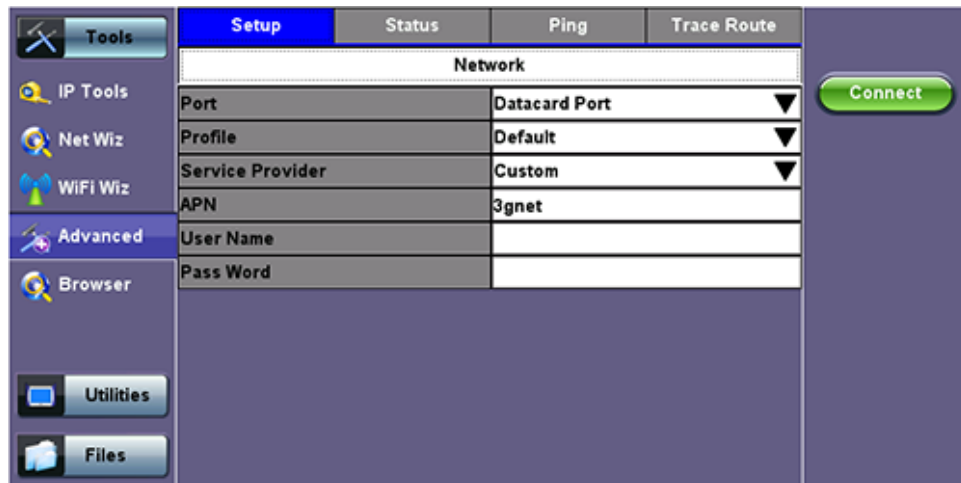 Tools
IP Tools
Net Wiz
WiFi Wiz
Advanced
Browser
Utilities
Files
Setup Status Ping Trace Route
Network
Port Datacard Port
Profile Default
Service Provider Custom
APN 3gnet
User Name
Pass Word
Connect